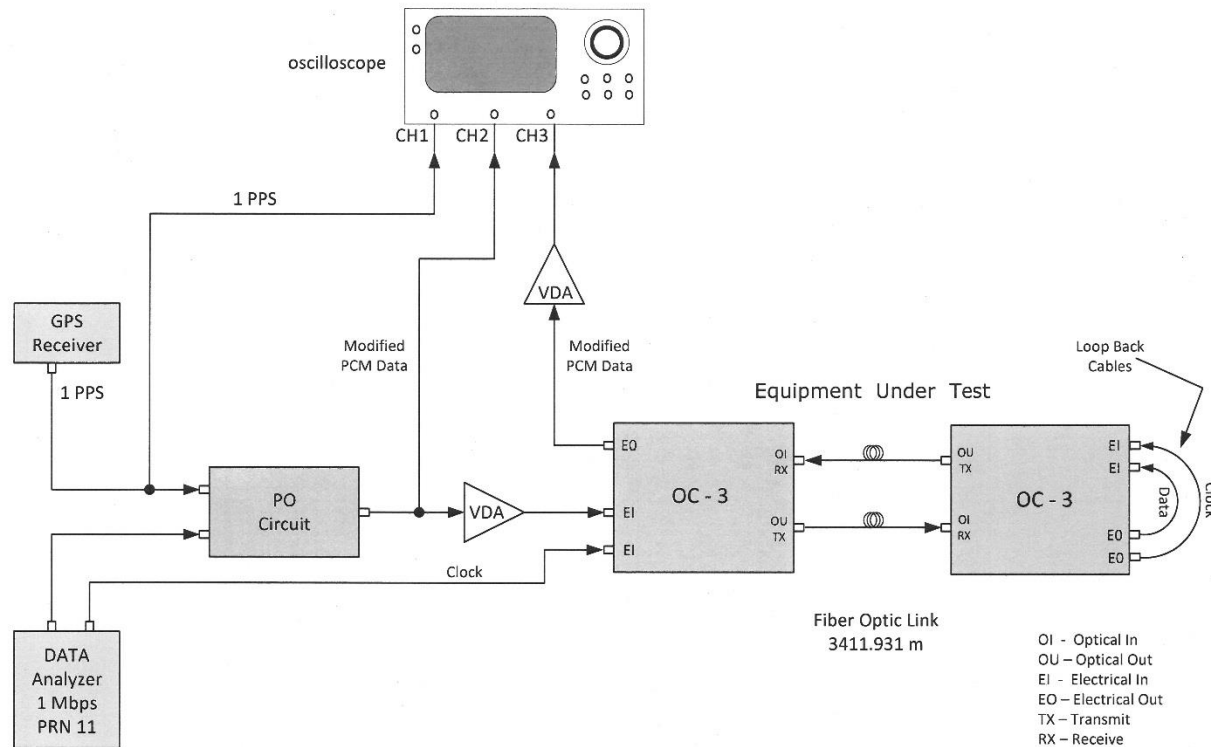 oscilloscope
CH1
CH2
CH3
1 PPS
VDA
GPS
Receiver
1 PPS
Modified
PCM Data
Modified
PCM Data
Loop Back
Cables
Equipment Under Test
EO
OI
RX
OC - 3
OU
TX
EI
EI
OU
TX
OC - 3
OI
RX
EI
EI
EO
EO
Data
Clock
PO
Circuit
VDA
Clock
DATA
Analyzer
1 Mbps
PRN 11
Fiber Optic Link
3411.931 m
OI - Optical In
OU – Optical Out
EI - Electrical In
EO – Electrical Out
TX – Transmit
RX – Receive